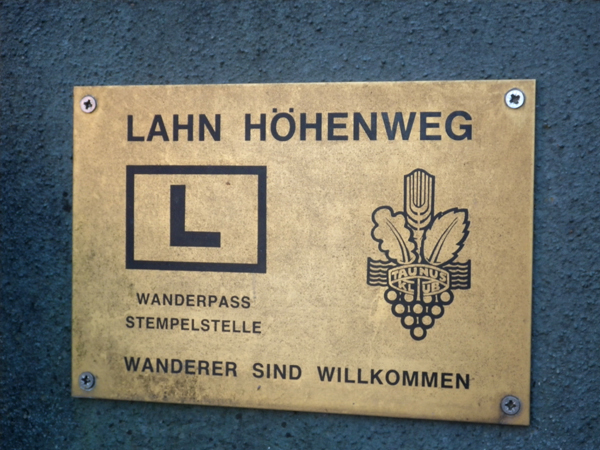 LAHN HÖHENWEG
L
WANDERPASS
STEMPELSTELLE
TAUNUS
KLUB
WANDERER SIND WILLKOMMEN